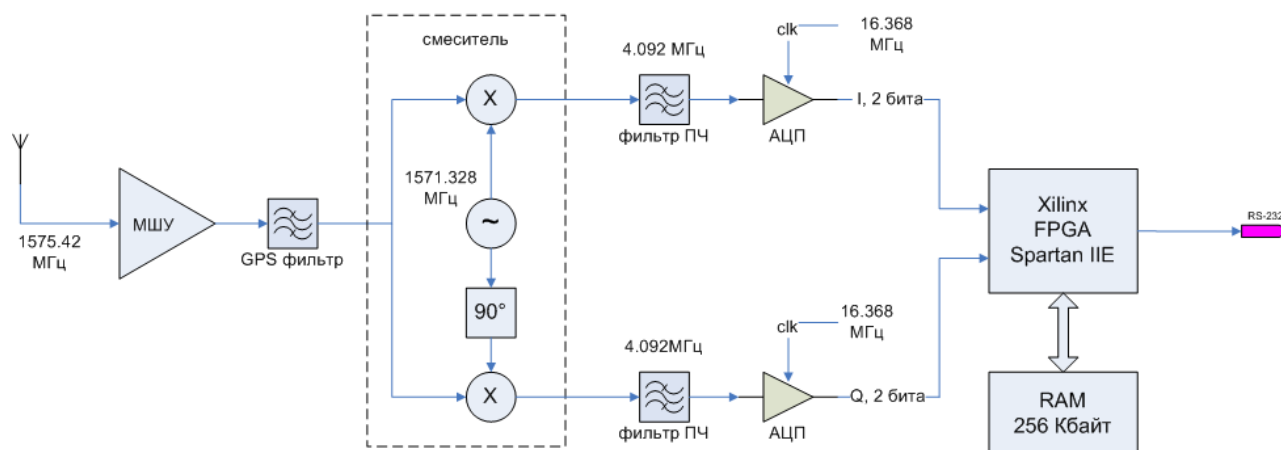 смеситель
16.368
МГц
clk
4.092 МГц
X
I, 2 бита
фильтр ПЧ
АЦП
1571.328
МГц
МШУ
~
Xilinx
FPGA
Spartan IIE
RS-232
1575.42
МГц
GPS фильтр
90°
16.368
МГц
clk
4.092МГц
X
Q, 2 бита
фильтр ПЧ
АЦП
RAM
256 Кбайт